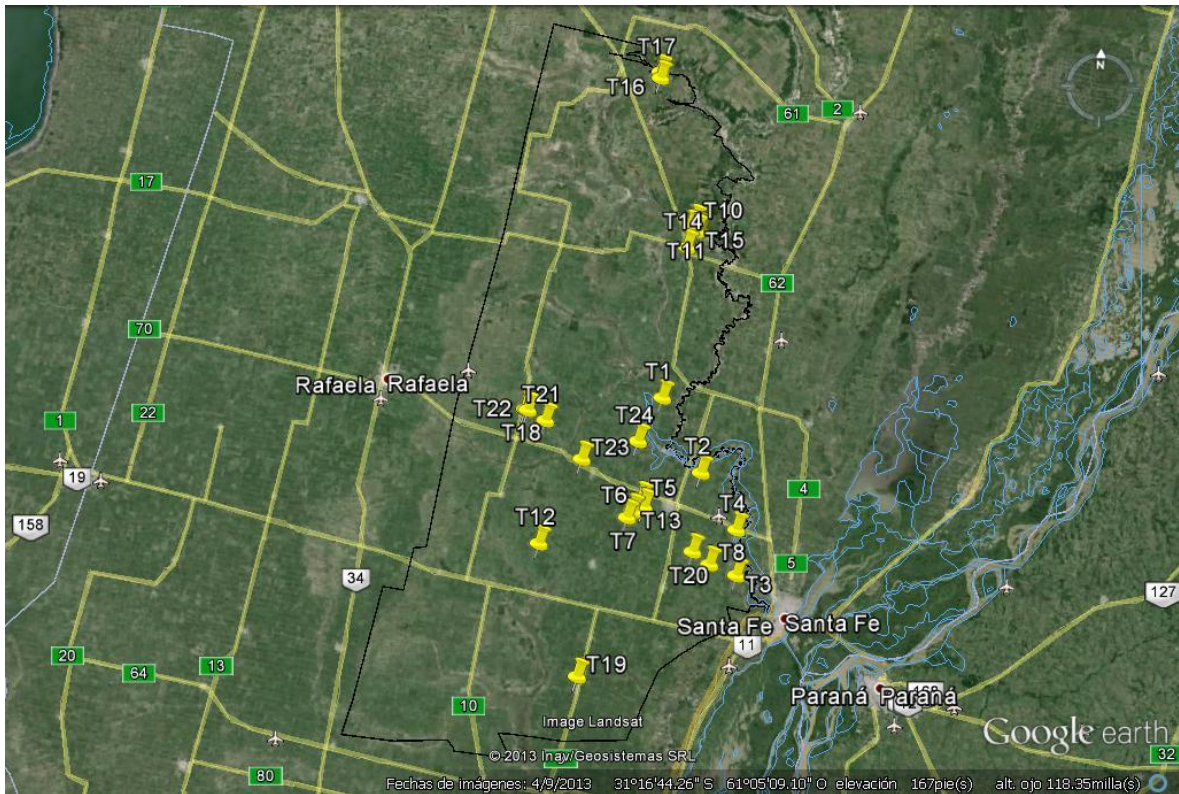 T17
T16
N
61
2
17
T10
T14
T15
T11
62
70
Rafaela Rafaela
T1
T21
T22
T18
T24
1
22
T23
T2
19
T5
T6
T4
4
158
T12
T13
T7
T8
T20
5
34
T3
127
Santa Fe Santa Fe
11
20
64
13
T19
Paraná Paraná
10
Image Landsat
Google earth
© 2013 Inav/Geosistemas SRL
32
80
Fechas de imágenes: 4/9/2013 31°16'44.26" S 61°05'09.10" O elevación 167pie(s) alt. ojo 118.35milla(s)